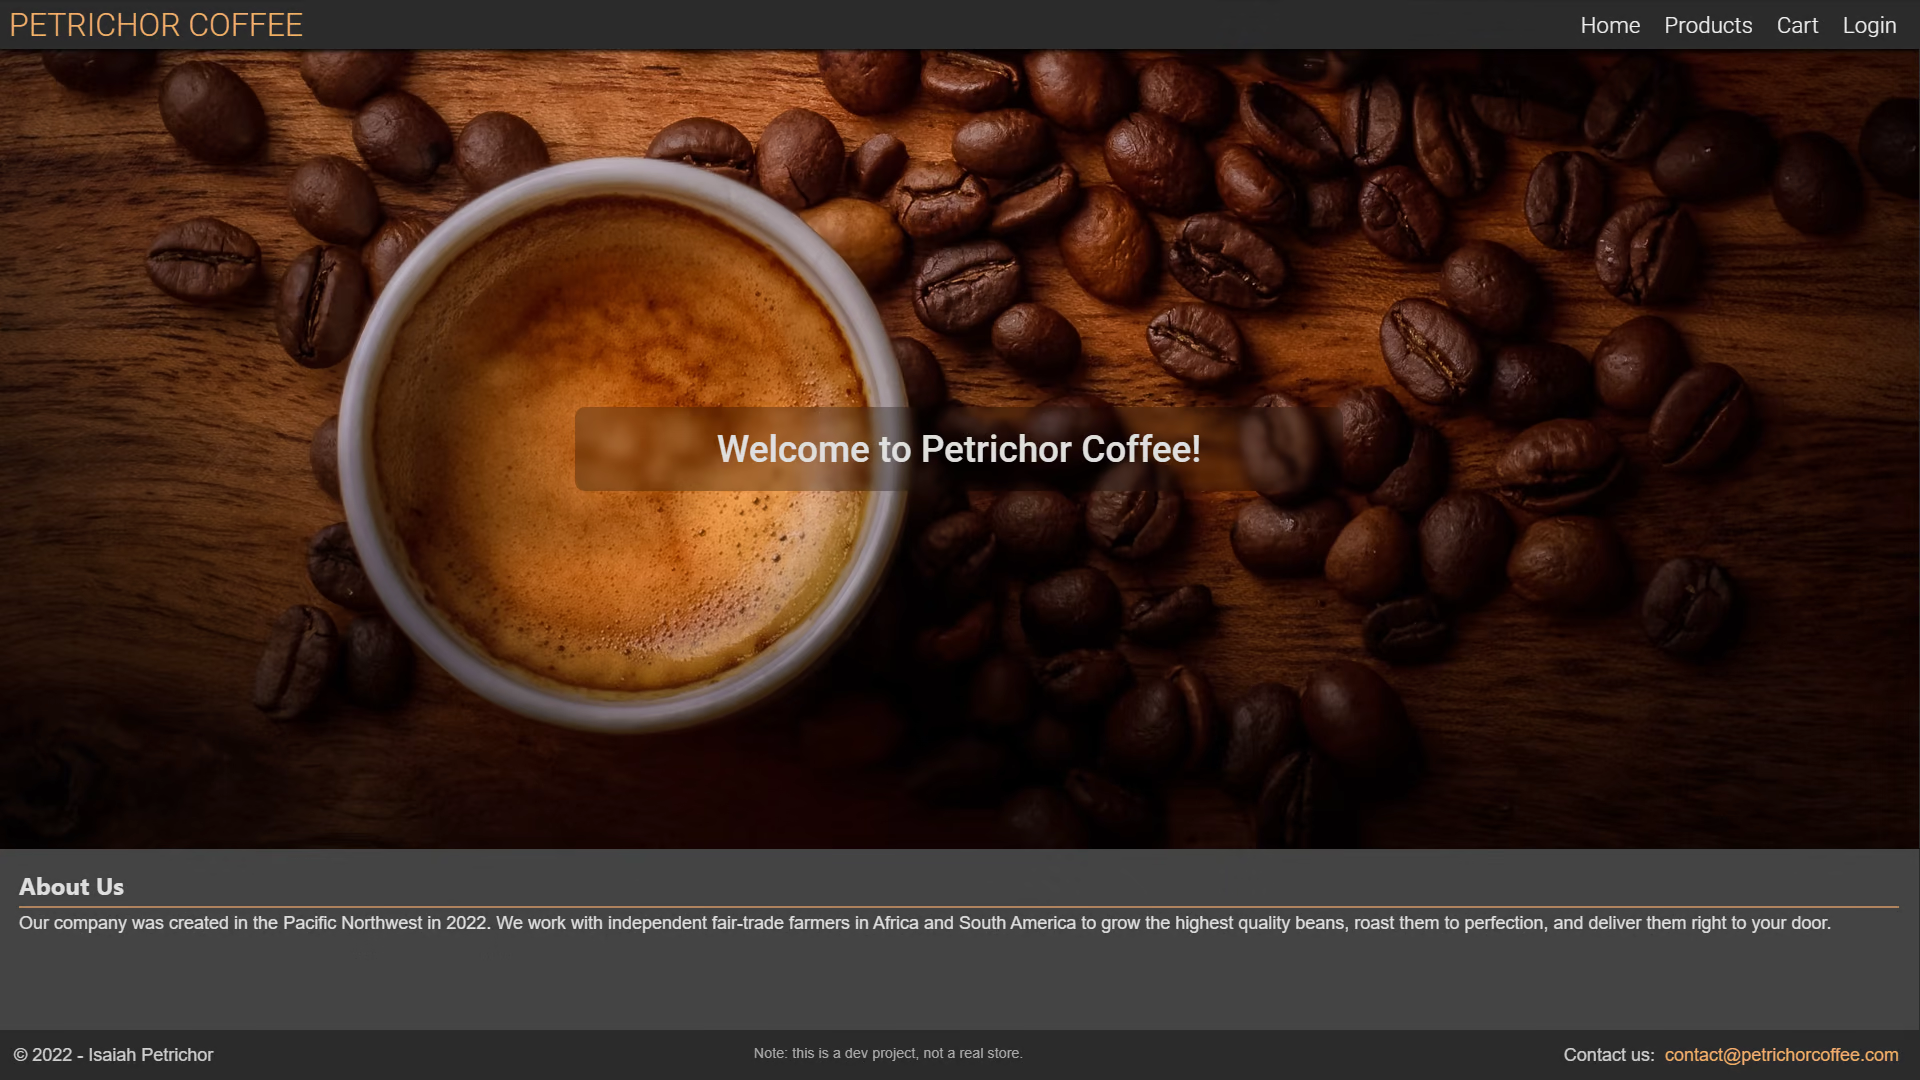 PETRICHOR COFFEE
Home Products Cart Login
Welcome to Petrichor Coffee!
About Us
Our company was created in the Pacific Northwest in 2022. We work with independent fair-trade farmers in Africa and South America to grow the highest quality beans, roast them to perfection, and deliver them right to your door.
© 2022 - Isaiah Petrichor
Note: this is a dev project, not a real store.
Contact us: contact@petrichorcoffee.com